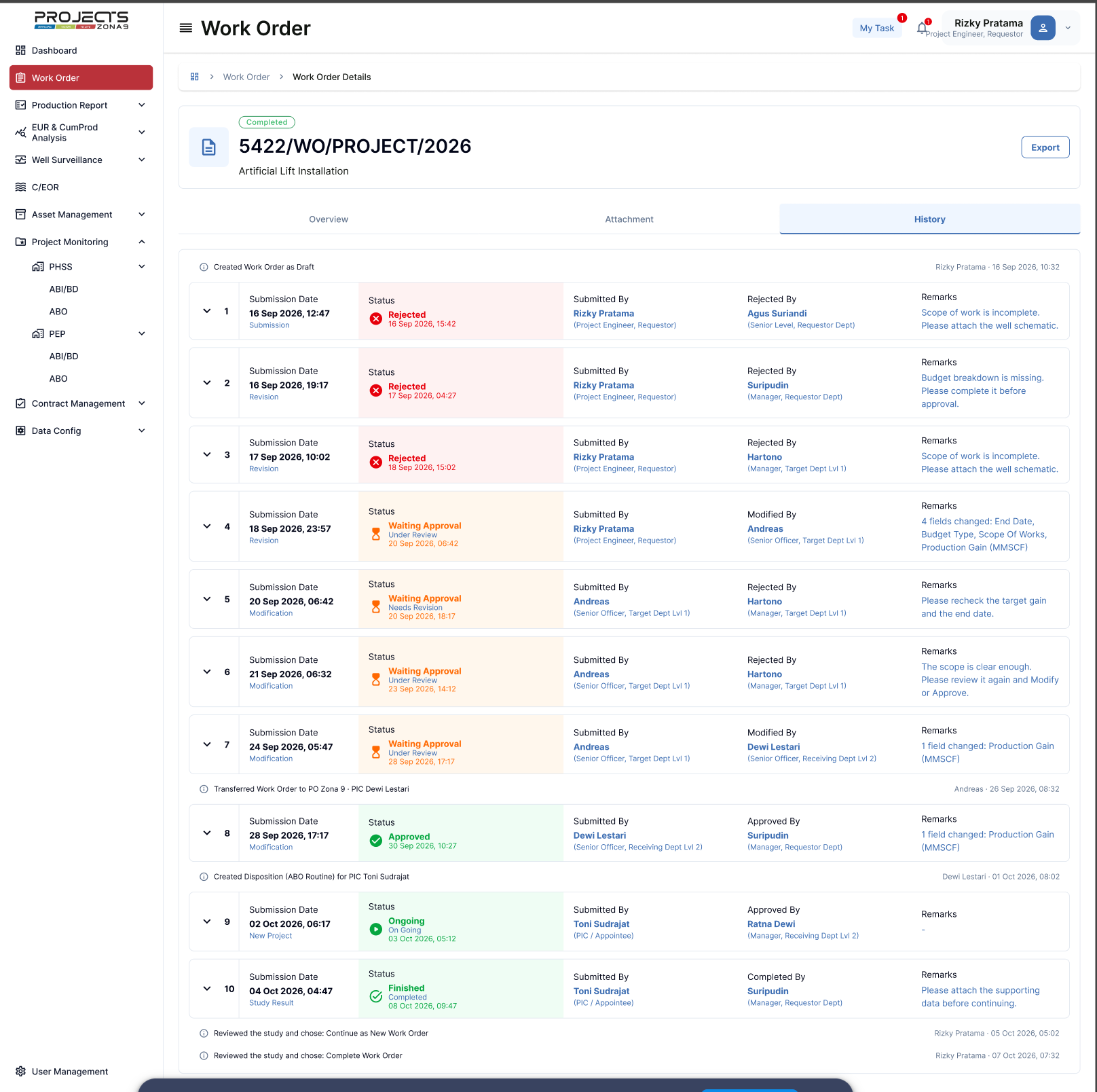 PROJECTS
ZONA9
Work Order
My Task
1
1
Rizky Pratama
Project Engineer, Requestor
Dashboard
Work Order
Production Report
EUR & CumProd
Analysis
Well Surveillance
C/EOR
Asset Management
Project Monitoring
PHSS
ABI/BD
ABO
PEP
ABI/BD
ABO
Contract Management
Data Config
User Management
Work Order > Work Order Details
Completed
5422/WO/PROJECT/2026
Artificial Lift Installation
Export
Overview
Attachment
History
Created Work Order as Draft
Rizky Pratama · 16 Sep 2026, 10:32
1
Submission Date
16 Sep 2026, 12:47
Submission
Status
Rejected
16 Sep 2026, 15:42
Submitted By
Rizky Pratama
(Project Engineer, Requestor)
Rejected By
Agus Suriandi
(Senior Level, Requestor Dept)
Remarks
Scope of work is incomplete.
Please attach the well schematic.
2
Submission Date
16 Sep 2026, 19:17
Revision
Status
Rejected
17 Sep 2026, 04:27
Submitted By
Rizky Pratama
(Project Engineer, Requestor)
Rejected By
Suripudin
(Manager, Requestor Dept)
Remarks
Budget breakdown is missing.
Please complete it before
approval.
3
Submission Date
17 Sep 2026, 10:02
Revision
Status
Rejected
18 Sep 2026, 15:02
Submitted By
Rizky Pratama
(Project Engineer, Requestor)
Rejected By
Hartono
(Manager, Target Dept Lvl 1)
Remarks
Scope of work is incomplete.
Please attach the well schematic.
4
Submission Date
18 Sep 2026, 23:57
Revision
Status
Waiting Approval
Under Review
20 Sep 2026, 06:42
Submitted By
Rizky Pratama
(Project Engineer, Requestor)
Modified By
Andreas
(Senior Officer, Target Dept Lvl 1)
Remarks
4 fields changed: End Date,
Budget Type, Scope Of Works,
Production Gain (MMSCF)
5
Submission Date
20 Sep 2026, 06:42
Modification
Status
Waiting Approval
Needs Revision
20 Sep 2026, 18:17
Submitted By
Andreas
(Senior Officer, Target Dept Lvl 1)
Rejected By
Hartono
(Manager, Target Dept Lvl 1)
Remarks
Please recheck the target gain
and the end date.
6
Submission Date
21 Sep 2026, 06:32
Modification
Status
Waiting Approval
Under Review
23 Sep 2026, 14:12
Submitted By
Andreas
(Senior Officer, Target Dept Lvl 1)
Rejected By
Hartono
(Manager, Target Dept Lvl 1)
Remarks
The scope is clear enough.
Please review it again and Modify
or Approve.
7
Submission Date
24 Sep 2026, 05:47
Modification
Status
Waiting Approval
Under Review
28 Sep 2026, 17:17
Submitted By
Andreas
(Senior Officer, Target Dept Lvl 1)
Modified By
Dewi Lestari
(Senior Officer, Receiving Dept Lvl 2)
Remarks
1 field changed: Production Gain
(MMSCF)
Transferred Work Order to PO Zona 9 · PIC Dewi Lestari
Andreas · 26 Sep 2026, 08:32
8
Submission Date
28 Sep 2026, 17:17
Modification
Status
Approved
30 Sep 2026, 10:27
Submitted By
Dewi Lestari
(Senior Officer, Receiving Dept Lvl 2)
Approved By
Suripudin
(Manager, Requestor Dept)
Remarks
1 field changed: Production Gain
(MMSCF)
Created Disposition (ABO Routine) for PIC Toni Sudrajat
Dewi Lestari · 01 Oct 2026, 08:02
9
Submission Date
02 Oct 2026, 06:17
New Project
Status
Ongoing
On Going
03 Oct 2026, 05:12
Submitted By
Toni Sudrajat
(PIC / Appointee)
Approved By
Ratna Dewi
(Manager, Receiving Dept Lvl 2)
Remarks
-
10
Submission Date
04 Oct 2026, 04:47
Study Result
Status
Finished
Completed
08 Oct 2026, 09:47
Submitted By
Toni Sudrajat
(PIC / Appointee)
Completed By
Suripudin
(Manager, Requestor Dept)
Remarks
Please attach the supporting
data before continuing.
Reviewed the study and chose: Continue as New Work Order
Rizky Pratama · 05 Oct 2026, 05:02
Reviewed the study and chose: Complete Work Order
Rizky Pratama · 07 Oct 2026, 07:32